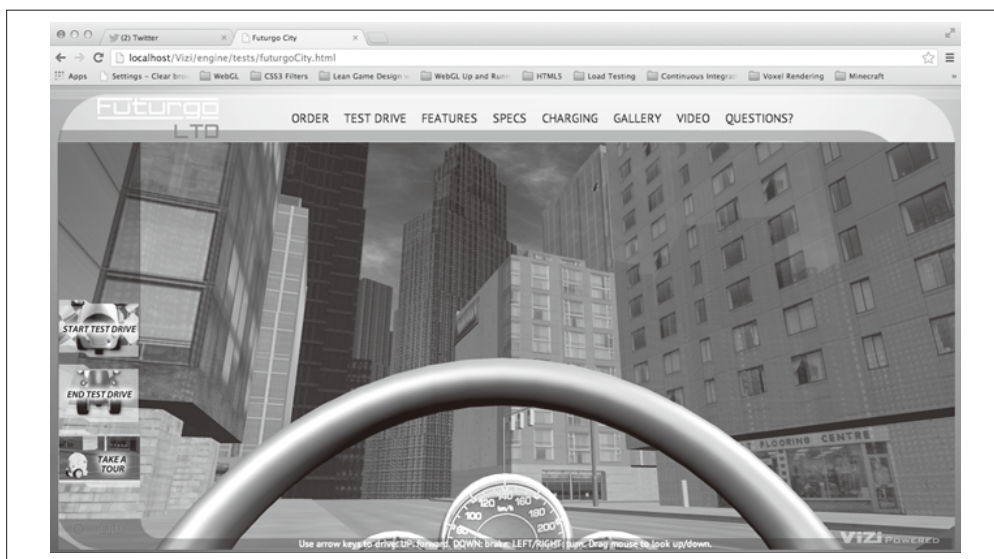 (2) Twitter
Futurgo City
localhost/Vizi/engine/tests/futurgoCity.html
Apps Settings - Clear WebGL CSS3 Filters Lean Game Design WebGL Up and HTML5 Load Testing Continuous Voxel Rendering Minecraft
Futurgo
LTD
ORDER TEST DRIVE FEATURES SPECS CHARGING GALLERY VIDEO QUESTIONS?
START TEST DRIVE
END TEST DRIVE
TAKE A
TOUR
FLOORING CENTRE
80 100 120 140 160 180 200
km/h
Use arrow keys to drive: UP: forward. DOWN: brake. LEFT/RIGHT: turn. Drag mouse to look up/down.
VIZI POWERED